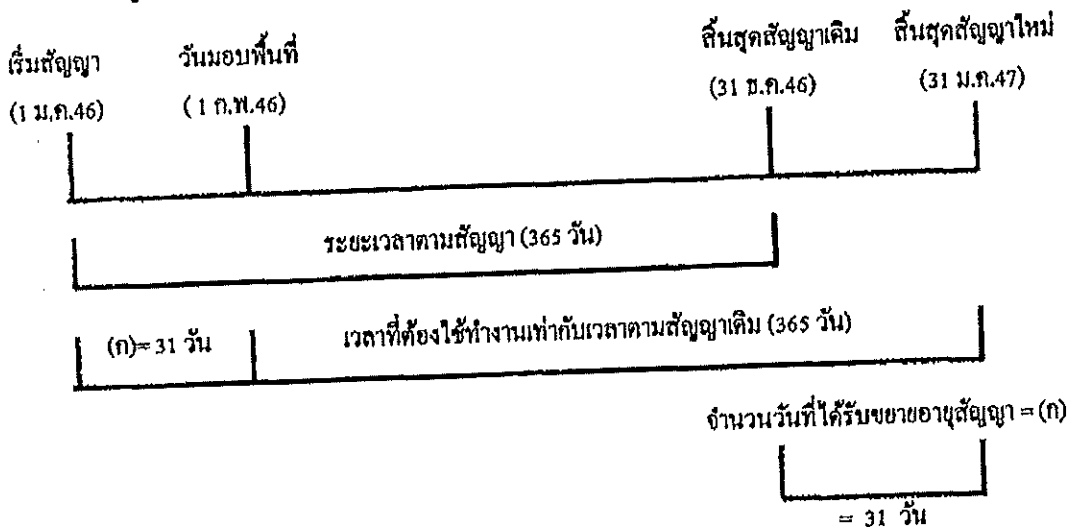 เริ่มสัญญา วันมอบพื้นที่ สิ้นสุดสัญญาเดิม สิ้นสุดสัญญาใหม่
(1 ม.ค.46) (1 ก.พ.46) (31 ธ.ค.46) (31 ม.ค.47)
ระยะเวลาตามสัญญา (365 วัน)
(ก)= 31 วัน เวลาที่ต้องใช้ทำงานเท่ากับเวลาตามสัญญาเดิม (365 วัน)
จำนวนวันที่ได้รับขยายอายุสัญญา = (ก)
= 31 วัน